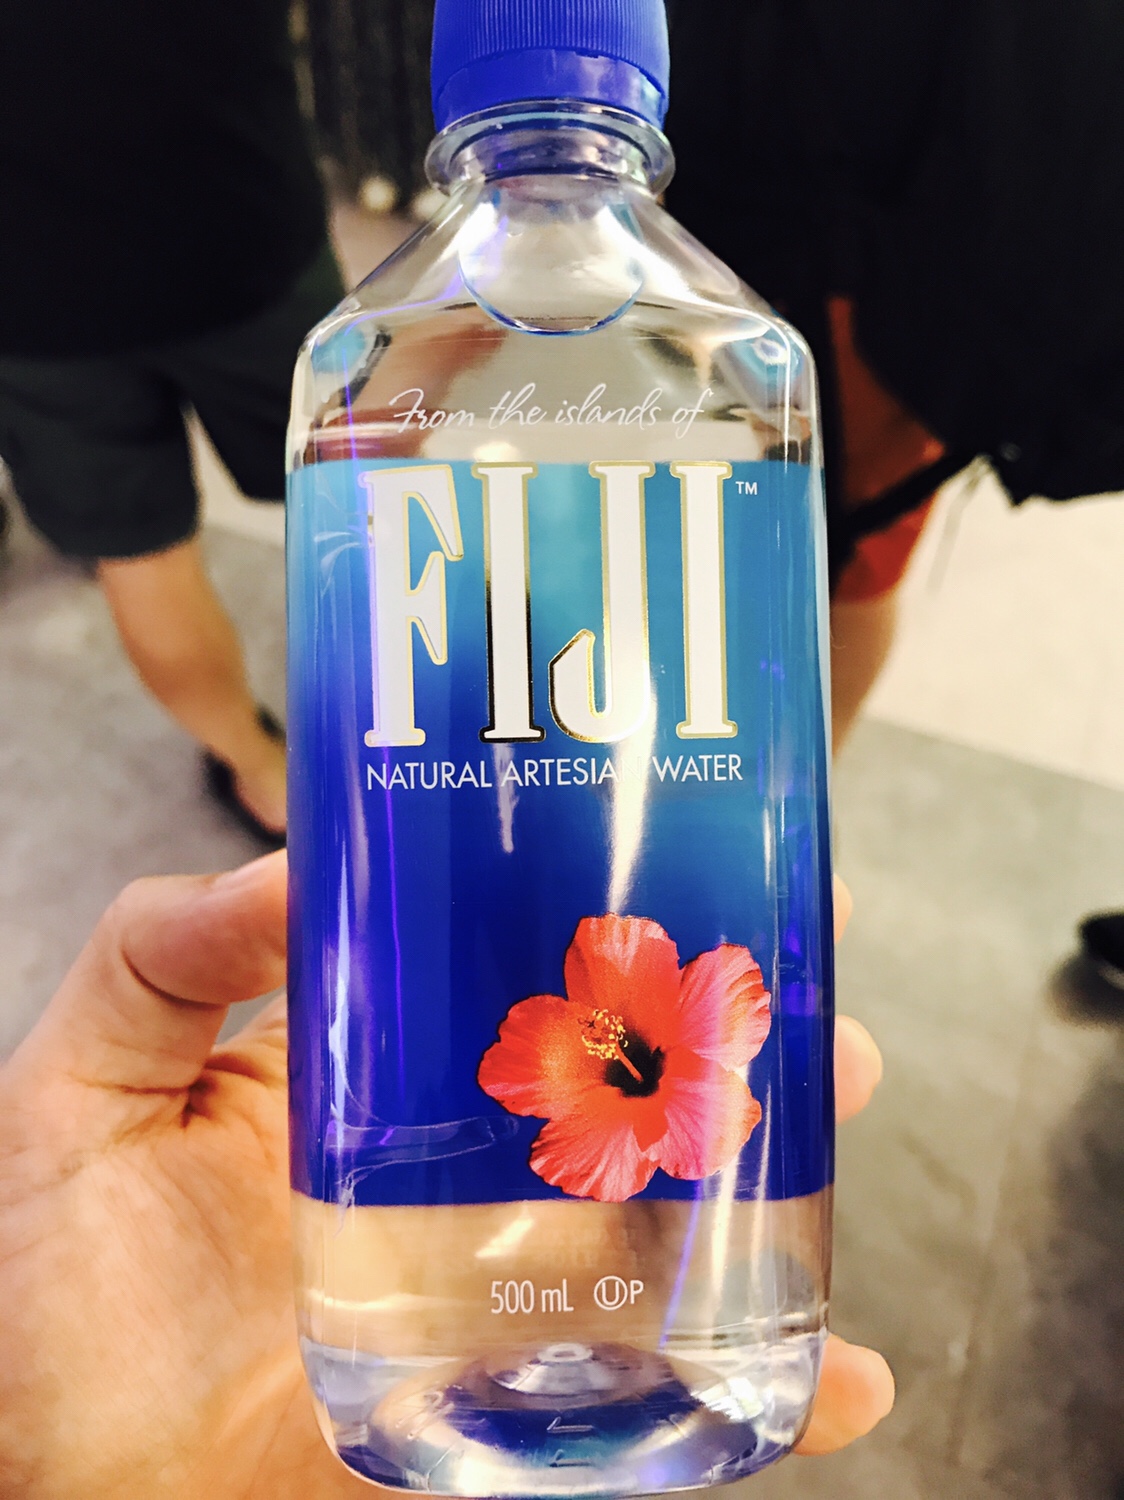 From the islands of
FIJI™
NATURAL ARTESIAN WATER
500 mL ⓊP